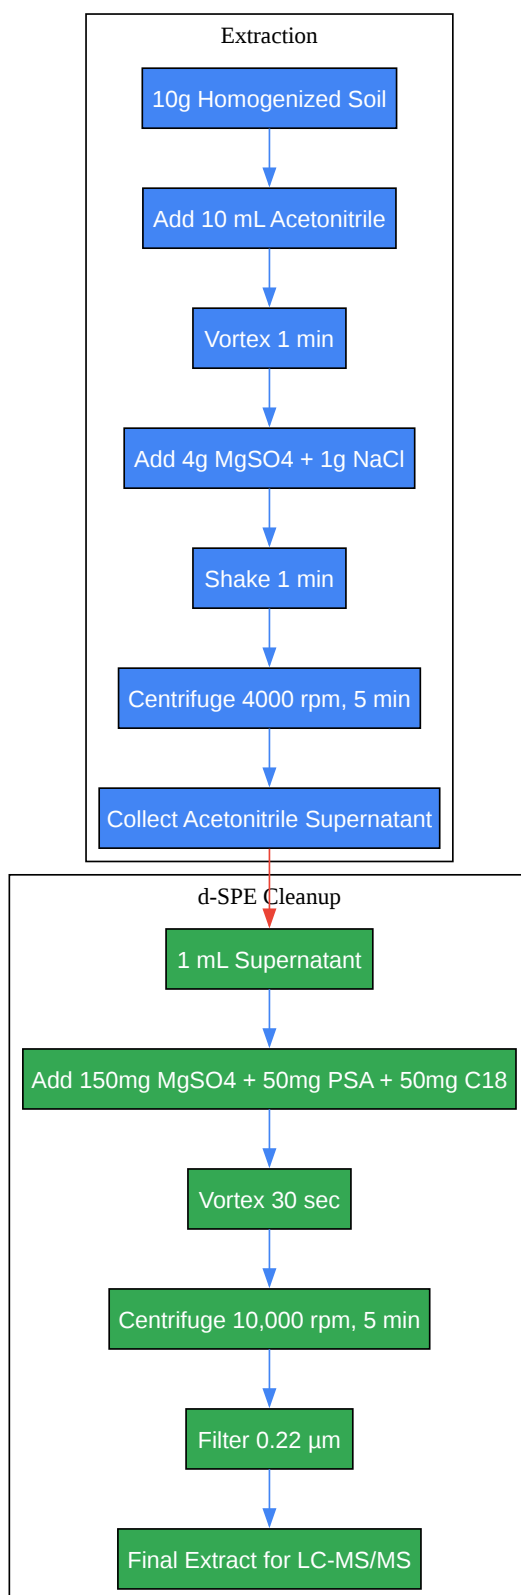 Extraction
10g Homogenized Soil
Add 10 mL Acetonitrile
Vortex 1 min
Add 4g MgSO4 + 1g NaCl
Shake 1 min
Centrifuge 4000 rpm, 5 min
Collect Acetonitrile Supernatant
d-SPE Cleanup
1 mL Supernatant
Add 150mg MgSO4 + 50mg PSA + 50mg C18
Vortex 30 sec
Centrifuge 10,000 rpm, 5 min
Filter 0.22 µm
Final Extract for LC-MS/MS